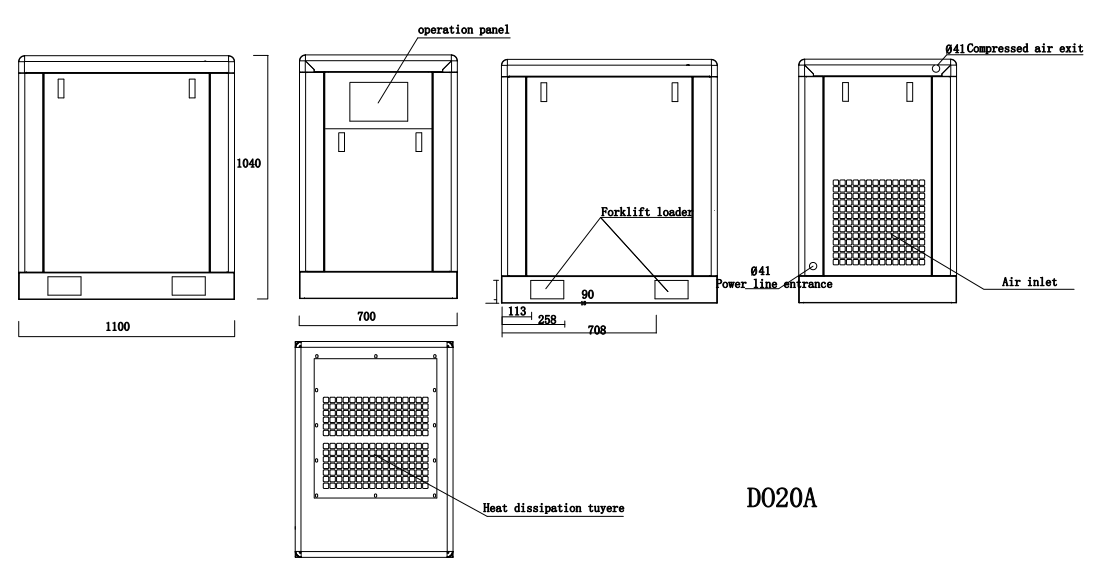 operation panel
Ø41Compressed air exit
1040
Forklift loader
Ø41
Power line entrance
Air inlet
90
113
258
708
1100
700
Heat dissipation tuyere
DO20A